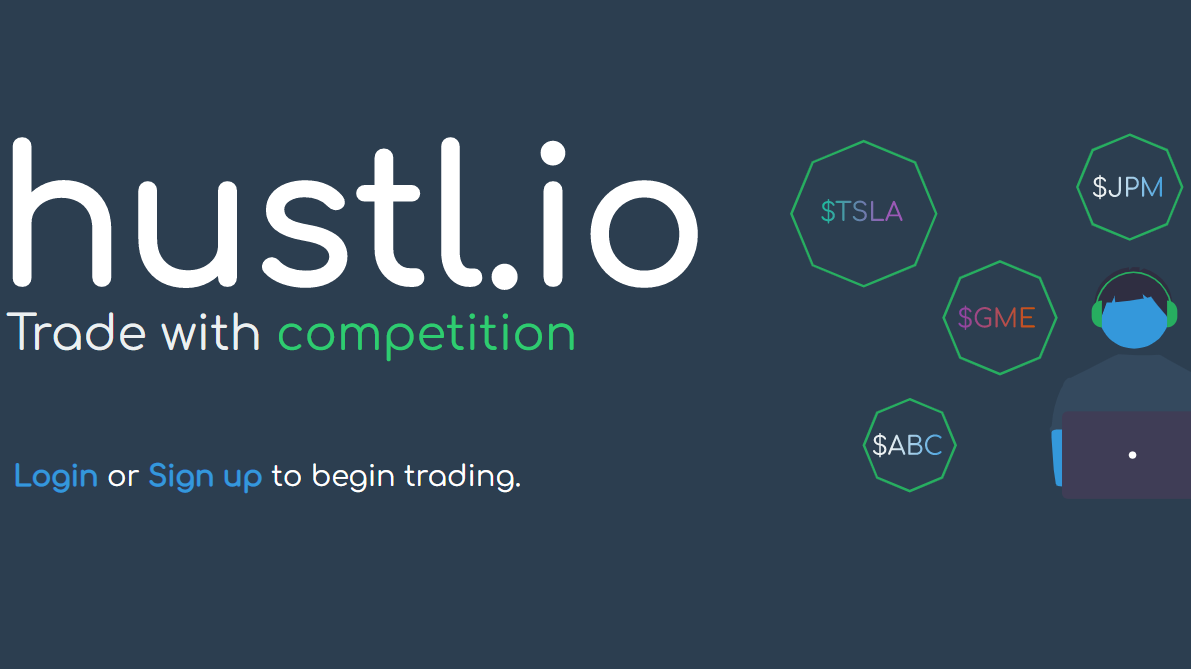 hustl.io
Trade with competition
Login or Sign up to begin trading.
$TSLA
$JPM
$GME
$ABC